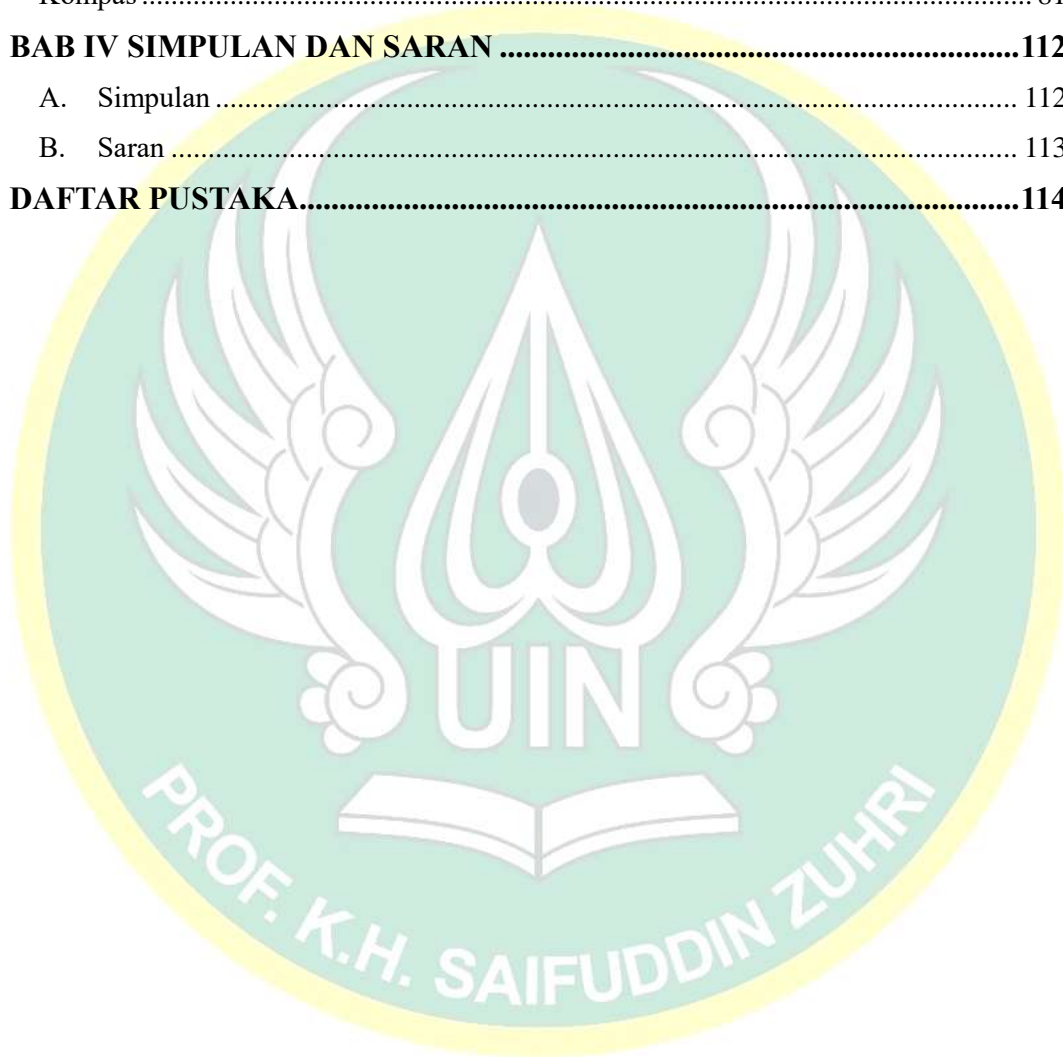 BAB IV SIMPULAN DAN SARAN ........................................................................112
A. Simpulan ........................................................................ 112
B. Saran ........................................................................ 113
DAFTAR PUSTAKA........................................................................114
UIN
PROF. K.H. SAIFUDDIN ZUHRI